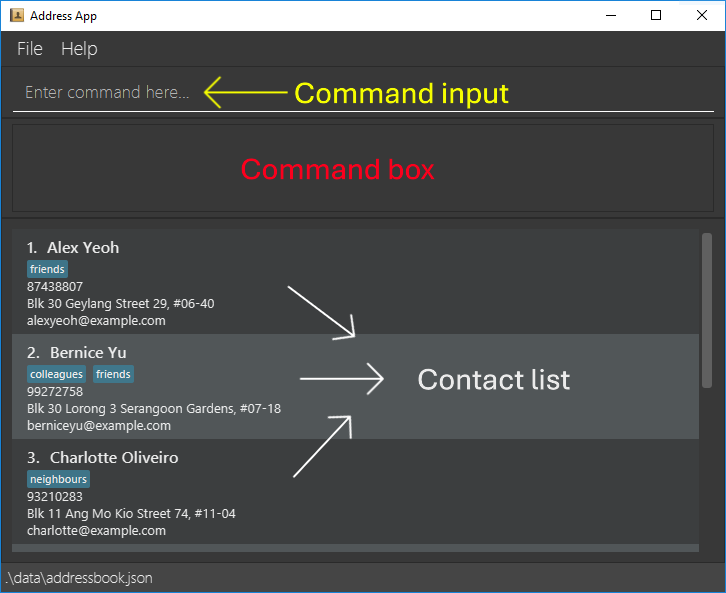 Address App
File Help
Enter command here...
Command input
Command box
1. Alex Yeoh
friends
87438807
Blk 30 Geylang Street 29, #06-40
alexyeoh@example.com
2. Bernice Yu
colleagues friends
99272758
Blk 30 Lorong 3 Serangoon Gardens, #07-18
berniceyu@example.com
Contact list
3. Charlotte Oliveiro
neighbours
93210283
Blk 11 Ang Mo Kio Street 74, #11-04
charlotte@example.com
.\data\addressbook.json